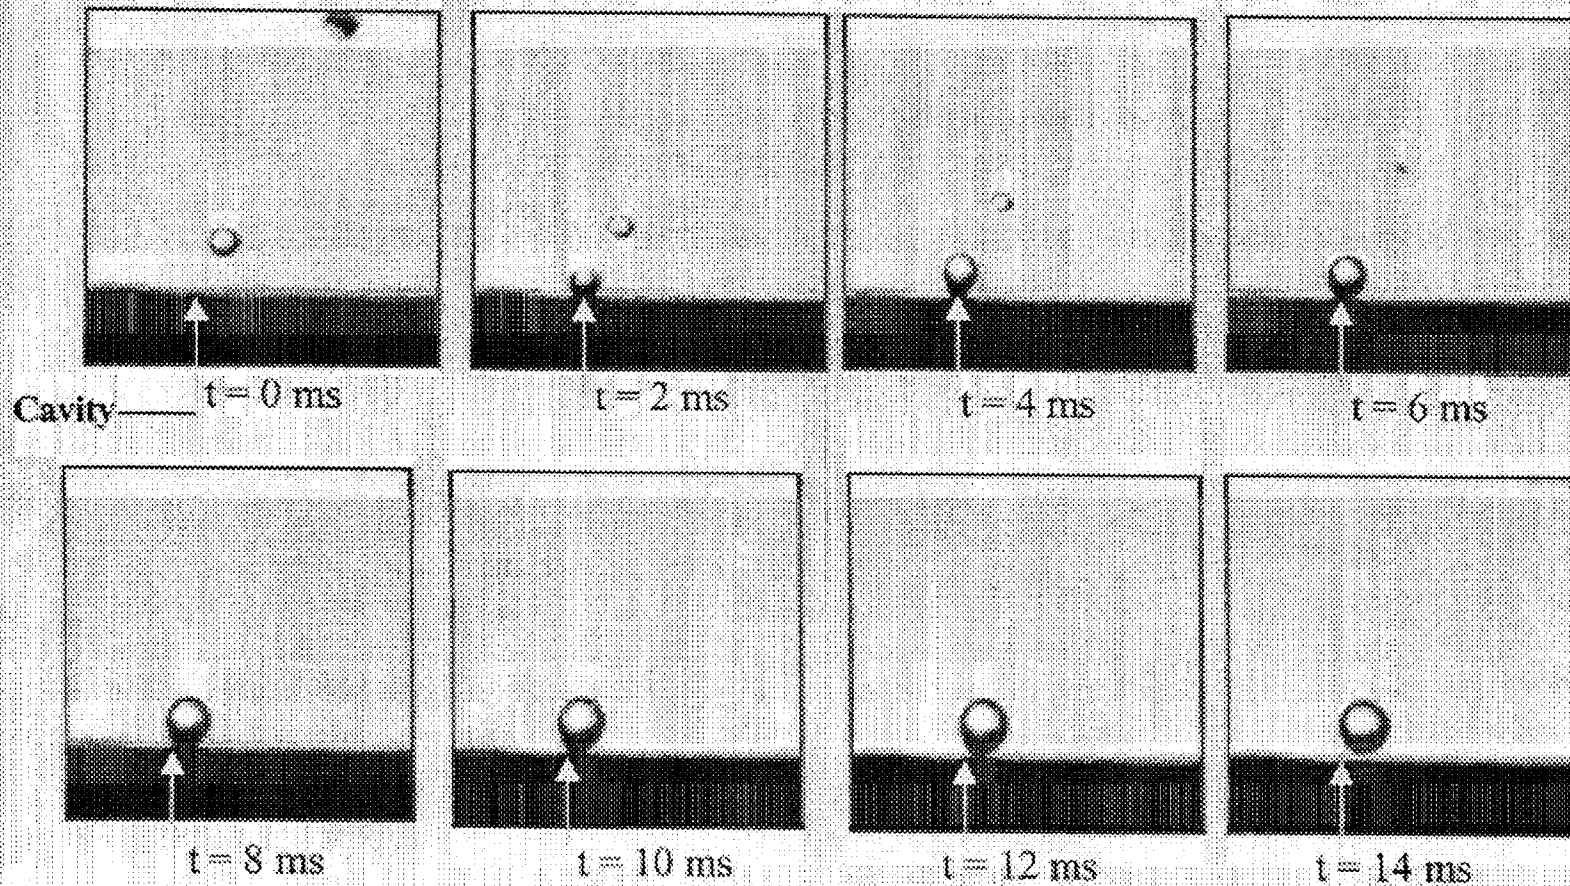 t = 0 ms
t = 2 ms
t = 4 ms
t = 6 ms
Cavity
t = 8 ms
t = 10 ms
t = 12 ms
t = 14 ms